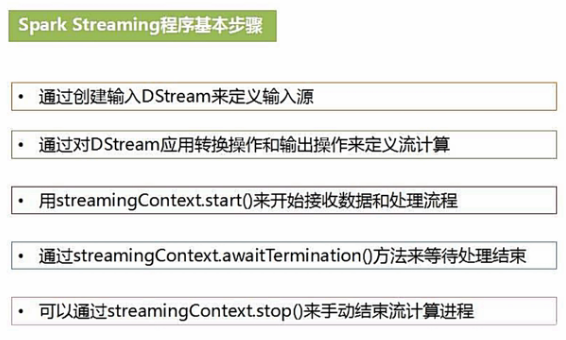 Spark Streaming程序基本步骤
• 通过创建输入DStream来定义输入源
• 通过对DStream应用转换操作和输出操作来定义流计算
• 用streamingContext.start()来开始接收数据和处理流程
• 通过streamingContext.awaitTermination()方法来等待处理结束
• 可以通过streamingContext.stop()来手动结束流计算进程